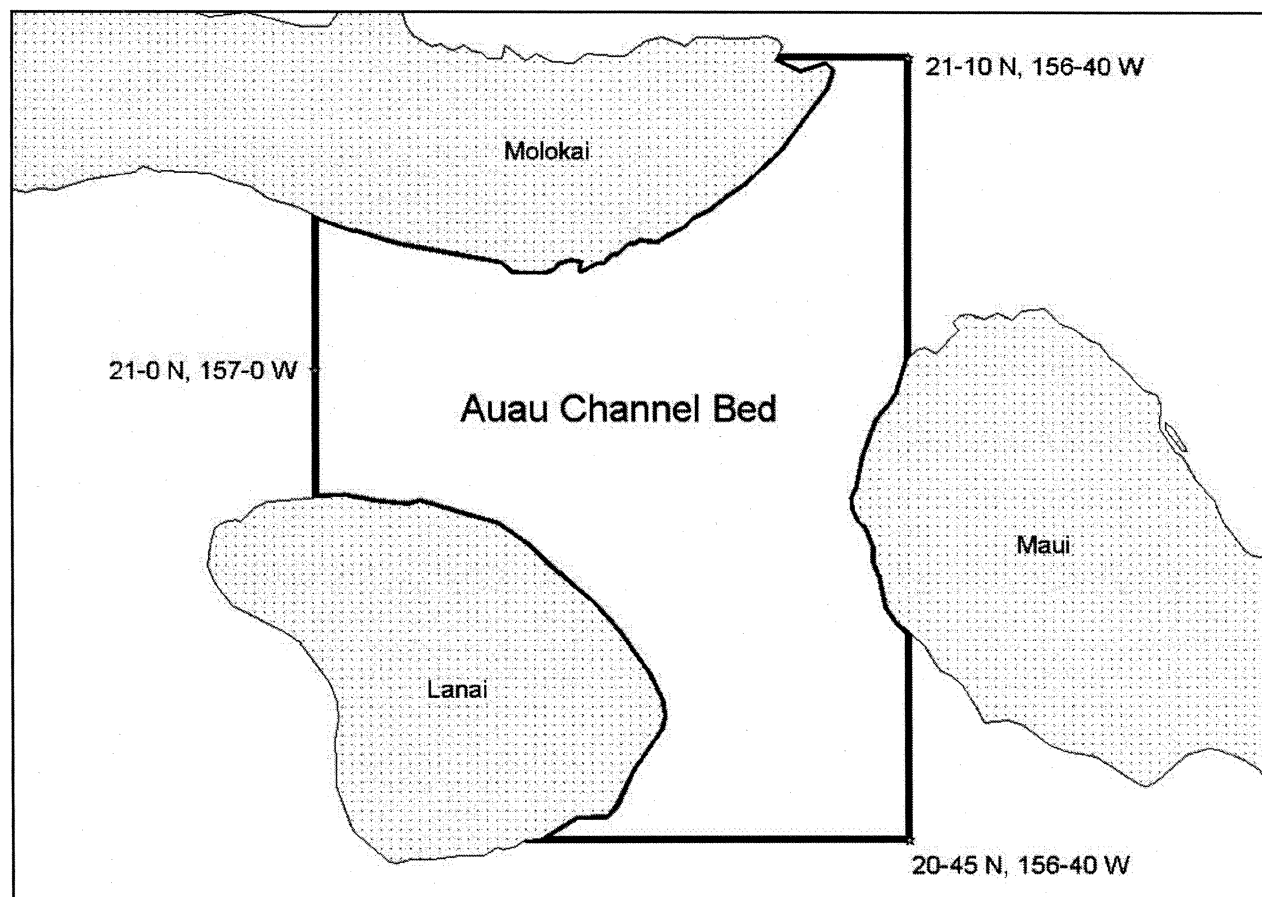 21-10 N, 156-40 W
Molokai
21-0 N, 157-0 W
Auau Channel Bed
Maui
Lanai
20-45 N, 156-40 W